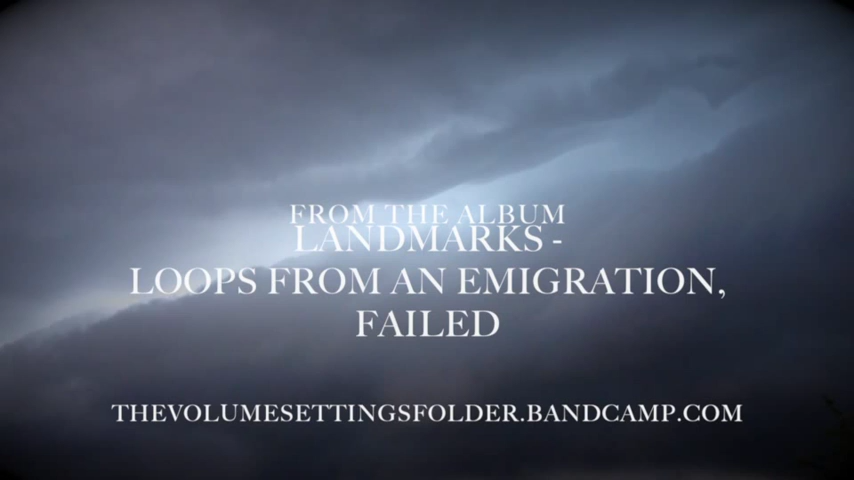 FROM THE ALBUM
LANDMARKS -
LOOPS FROM AN EMIGRATION,
FAILED
THEVOLUMESETTINGSFOLDER.BANDCAMP.COM